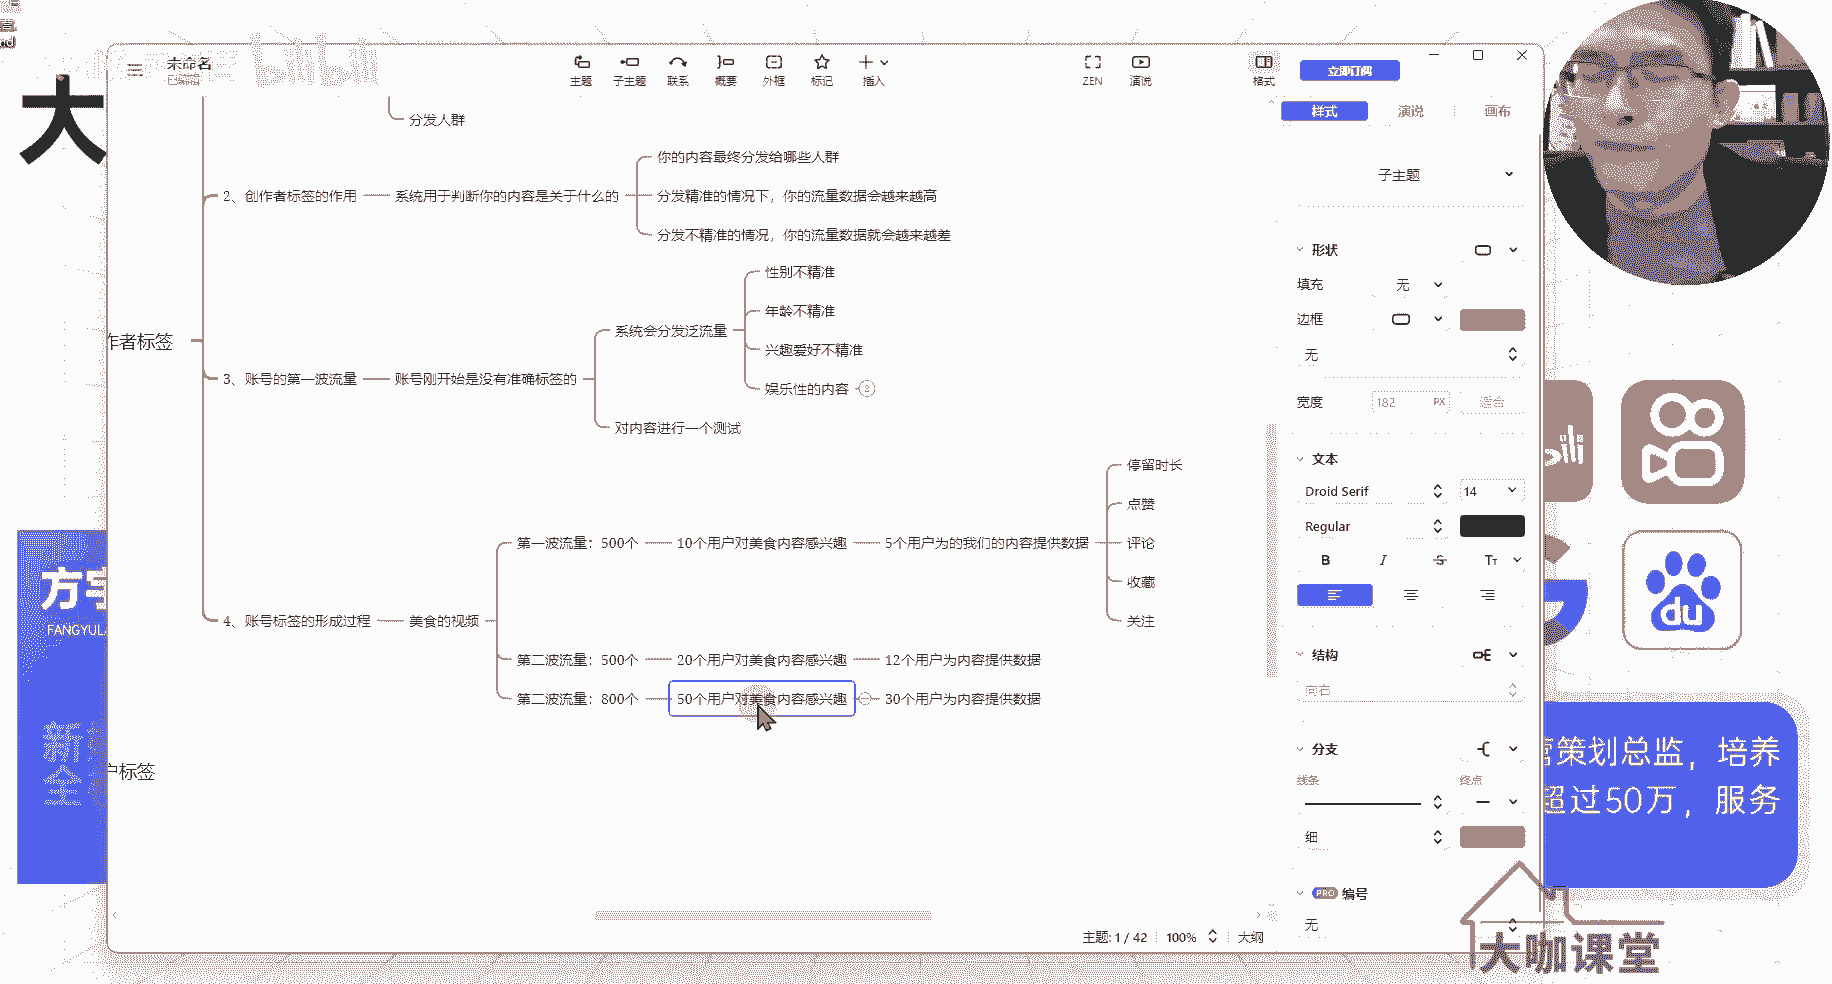 bilibili
大
未命名
已编辑
主题
子主题
联系
概要
外框
标记
插入
ZEN
演说
格式
立即订阅
样式
演说
画布
分发人群
2、创作者标签的作用
系统用于判断你的内容是关于什么的
你的内容最终分发给哪些人群
分发精准的情况下，你的流量数据会越来越高
分发不精准的情况，你的流量数据就会越来越差
作者标签
3、账号的第一波流量
账号刚开始是没有准确标签的
系统会分发泛流量
性别不精准
年龄不精准
兴趣爱好不精准
娱乐性的内容
对内容进行一个测试
4、账号标签的形成过程
美食的视频
第一波流量：500个
10个用户对美食内容感兴趣
5个用户为的我们的内容提供数据
停留时长
点赞
评论
收藏
关注
第二波流量：500个
20个用户对美食内容感兴趣
12个用户为内容提供数据
第二波流量：800个
50个用户对美食内容感兴趣
30个用户为内容提供数据
户标签
子主题
形状
填充
无
边框
无
宽度
182
PX
适合
文本
Droid Serif
14
Regular
B
I
S
Tт
结构
向右
分支
线条
终点
细
PRO 编号
无
主题: 1 / 42
100%
大纲
方宇
FANGYUL
新
全
du
营策划总监，培养
超过50万，服务
大咖课堂